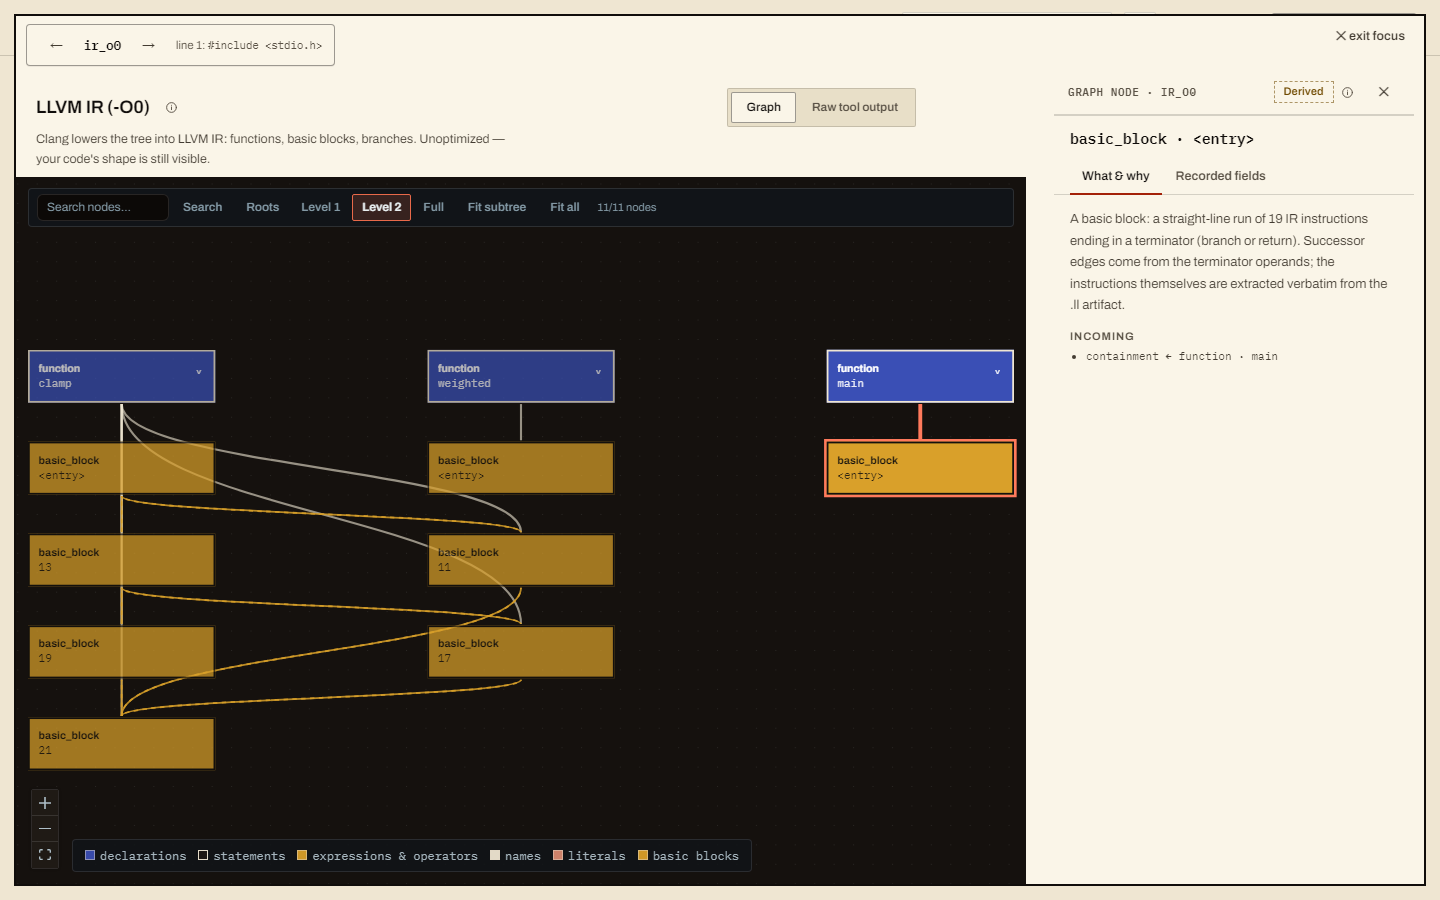 ← ir_o0 → line 1: #include <stdio.h>
exit focus
LLVM IR (-O0)
Clang lowers the tree into LLVM IR: functions, basic blocks, branches. Unoptimized —
your code's shape is still visible.
Graph Raw tool output
Search nodes... Search Roots Level 1 Level 2 Full Fit subtree Fit all 11/11 nodes
function
clamp
function
weighted
function
main
basic_block
<entry>
basic_block
<entry>
basic_block
<entry>
basic_block
13
basic_block
11
basic_block
19
basic_block
17
basic_block
21
declarations statements expressions & operators names literals basic blocks
GRAPH NODE · IR_O0 Derived
basic_block · <entry>
What & why Recorded fields
A basic block: a straight-line run of 19 IR instructions
ending in a terminator (branch or return). Successor
edges come from the terminator operands; the
instructions themselves are extracted verbatim from the
.ll artifact.
INCOMING
• containment ← function · main